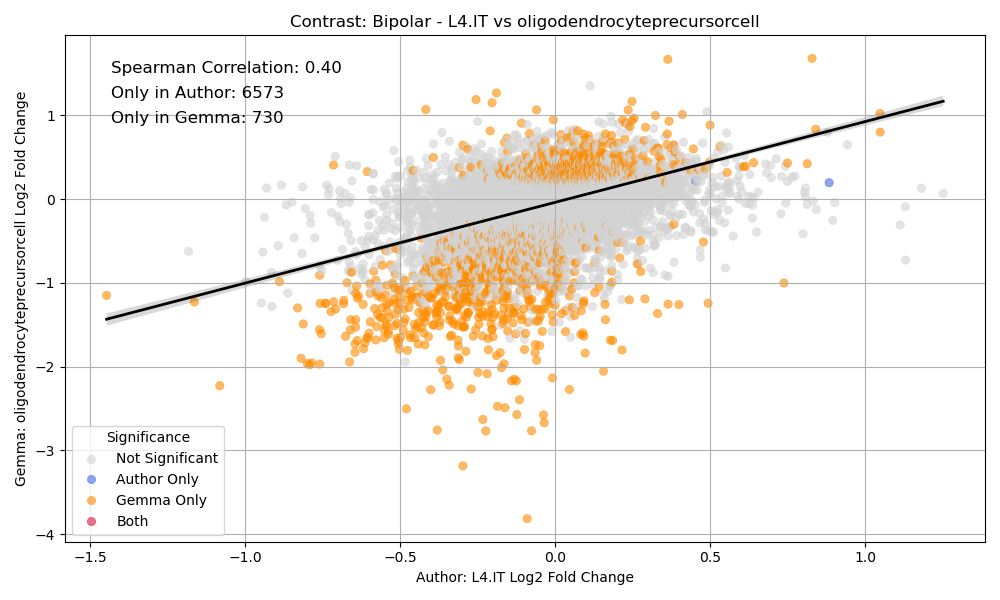 Contrast: Bipolar - L4.IT vs oligodendrocyteprecursorcell
Spearman Correlation: 0.40
Only in Author: 6573
Only in Gemma: 730
Gemma: oligodendrocyteprecursorcell Log2 Fold Change
1
0
−1
−2
−3
−4
Significance
Not Significant
Author Only
Gemma Only
Both
−1.5
−1.0
−0.5
0.0
0.5
1.0
Author: L4.IT Log2 Fold Change